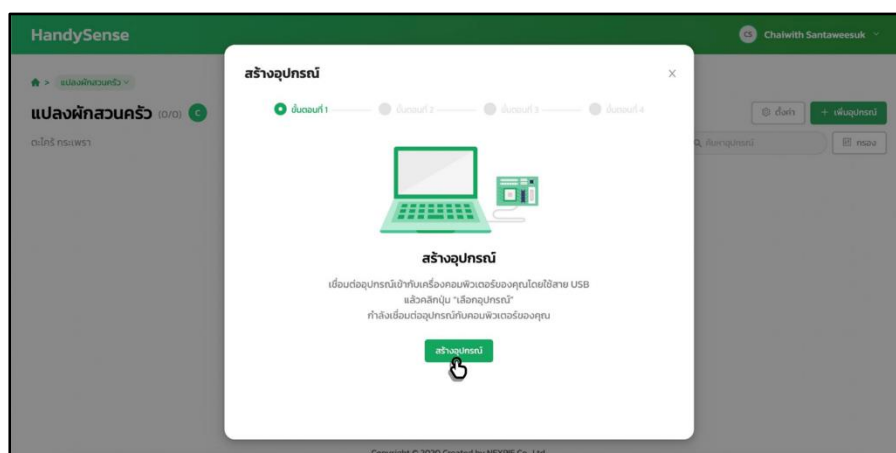 HandySense
CS Chaiwith Santaweesuk
> แปลงผักสวนครัว
แปลงผักสวนครัว (0/0) C
ตะไคร้ กระเพรา
ตั้งค่า
+ เพิ่มอุปกรณ์
ค้นหาอุปกรณ์
กรอง
สร้างอุปกรณ์
X
ขั้นตอนที่ 1
ขั้นตอนที่ 2
ขั้นตอนที่ 3
ขั้นตอนที่ 4
สร้างอุปกรณ์
เชื่อมต่ออุปกรณ์เข้ากับเครื่องคอมพิวเตอร์ของคุณโดยใช้สาย USB
แล้วคลิกปุ่ม "เลือกอุปกรณ์"
กำลังเชื่อมต่ออุปกรณ์กับคอมพิวเตอร์ของคุณ
สร้างอุปกรณ์
Copyright © 2020 Created by Co., Ltd.